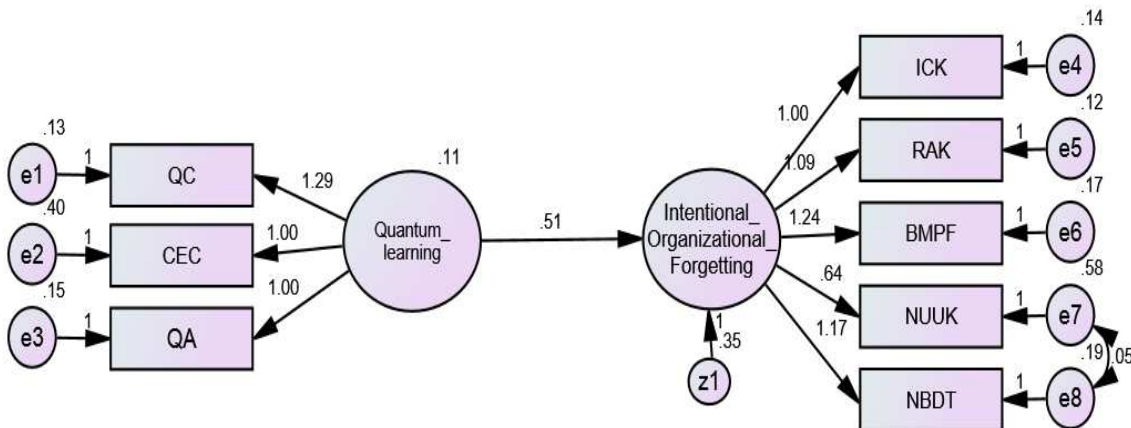 .14
1
ICK
e4
.12
.13
1.00
1
RAK
e5
1
e1
QC
.11
1.09
.17
1.29
.40
Quantum_
learning
.51
Intentional_
Organizational_
Forgetting
1.24
1
BMPF
e6
1
e2
CEC
1.00
.58
.15
.64
1
NUUK
e7
1.00
1.17
1
e3
QA
1
.35
.19
.05
z1
1
NBDT
e8